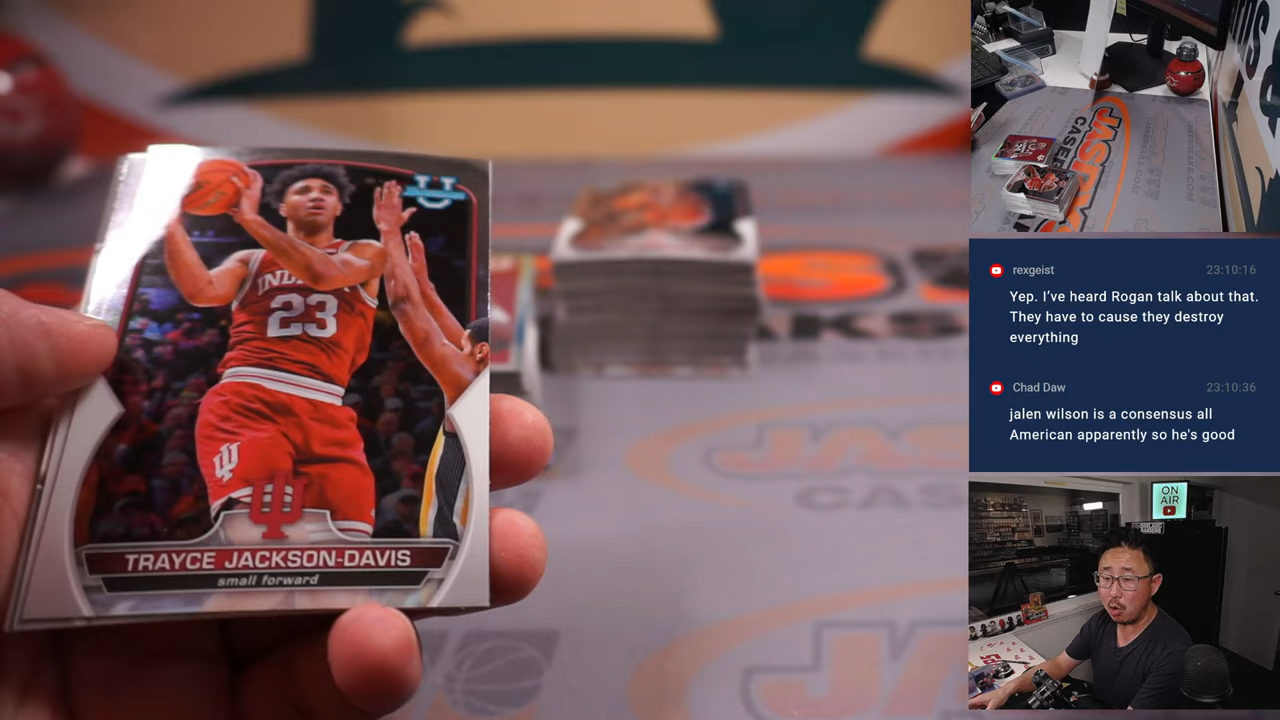 INDIANA
23
TRAYCE JACKSON-DAVIS
small forward
JASPY
CASE
rexgeist
23:10:16
Yep. I've heard Rogan talk about that.
They have to cause they destroy
everything
Chad Daw
23:10:36
jalen wilson is a consensus all
American apparently so he's good
ON
AIR